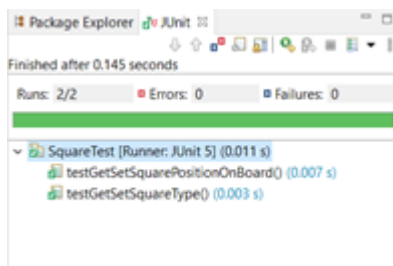 Package Explorer JUnit
Finished after 0.145 seconds
Runs: 2/2 Errors: 0 Failures: 0
SquareTest [Runner: JUnit 5] (0.011 s)
testGetSetSquarePositionOnBoard() (0.007 s)
testGetSetSquareType() (0.003 s)